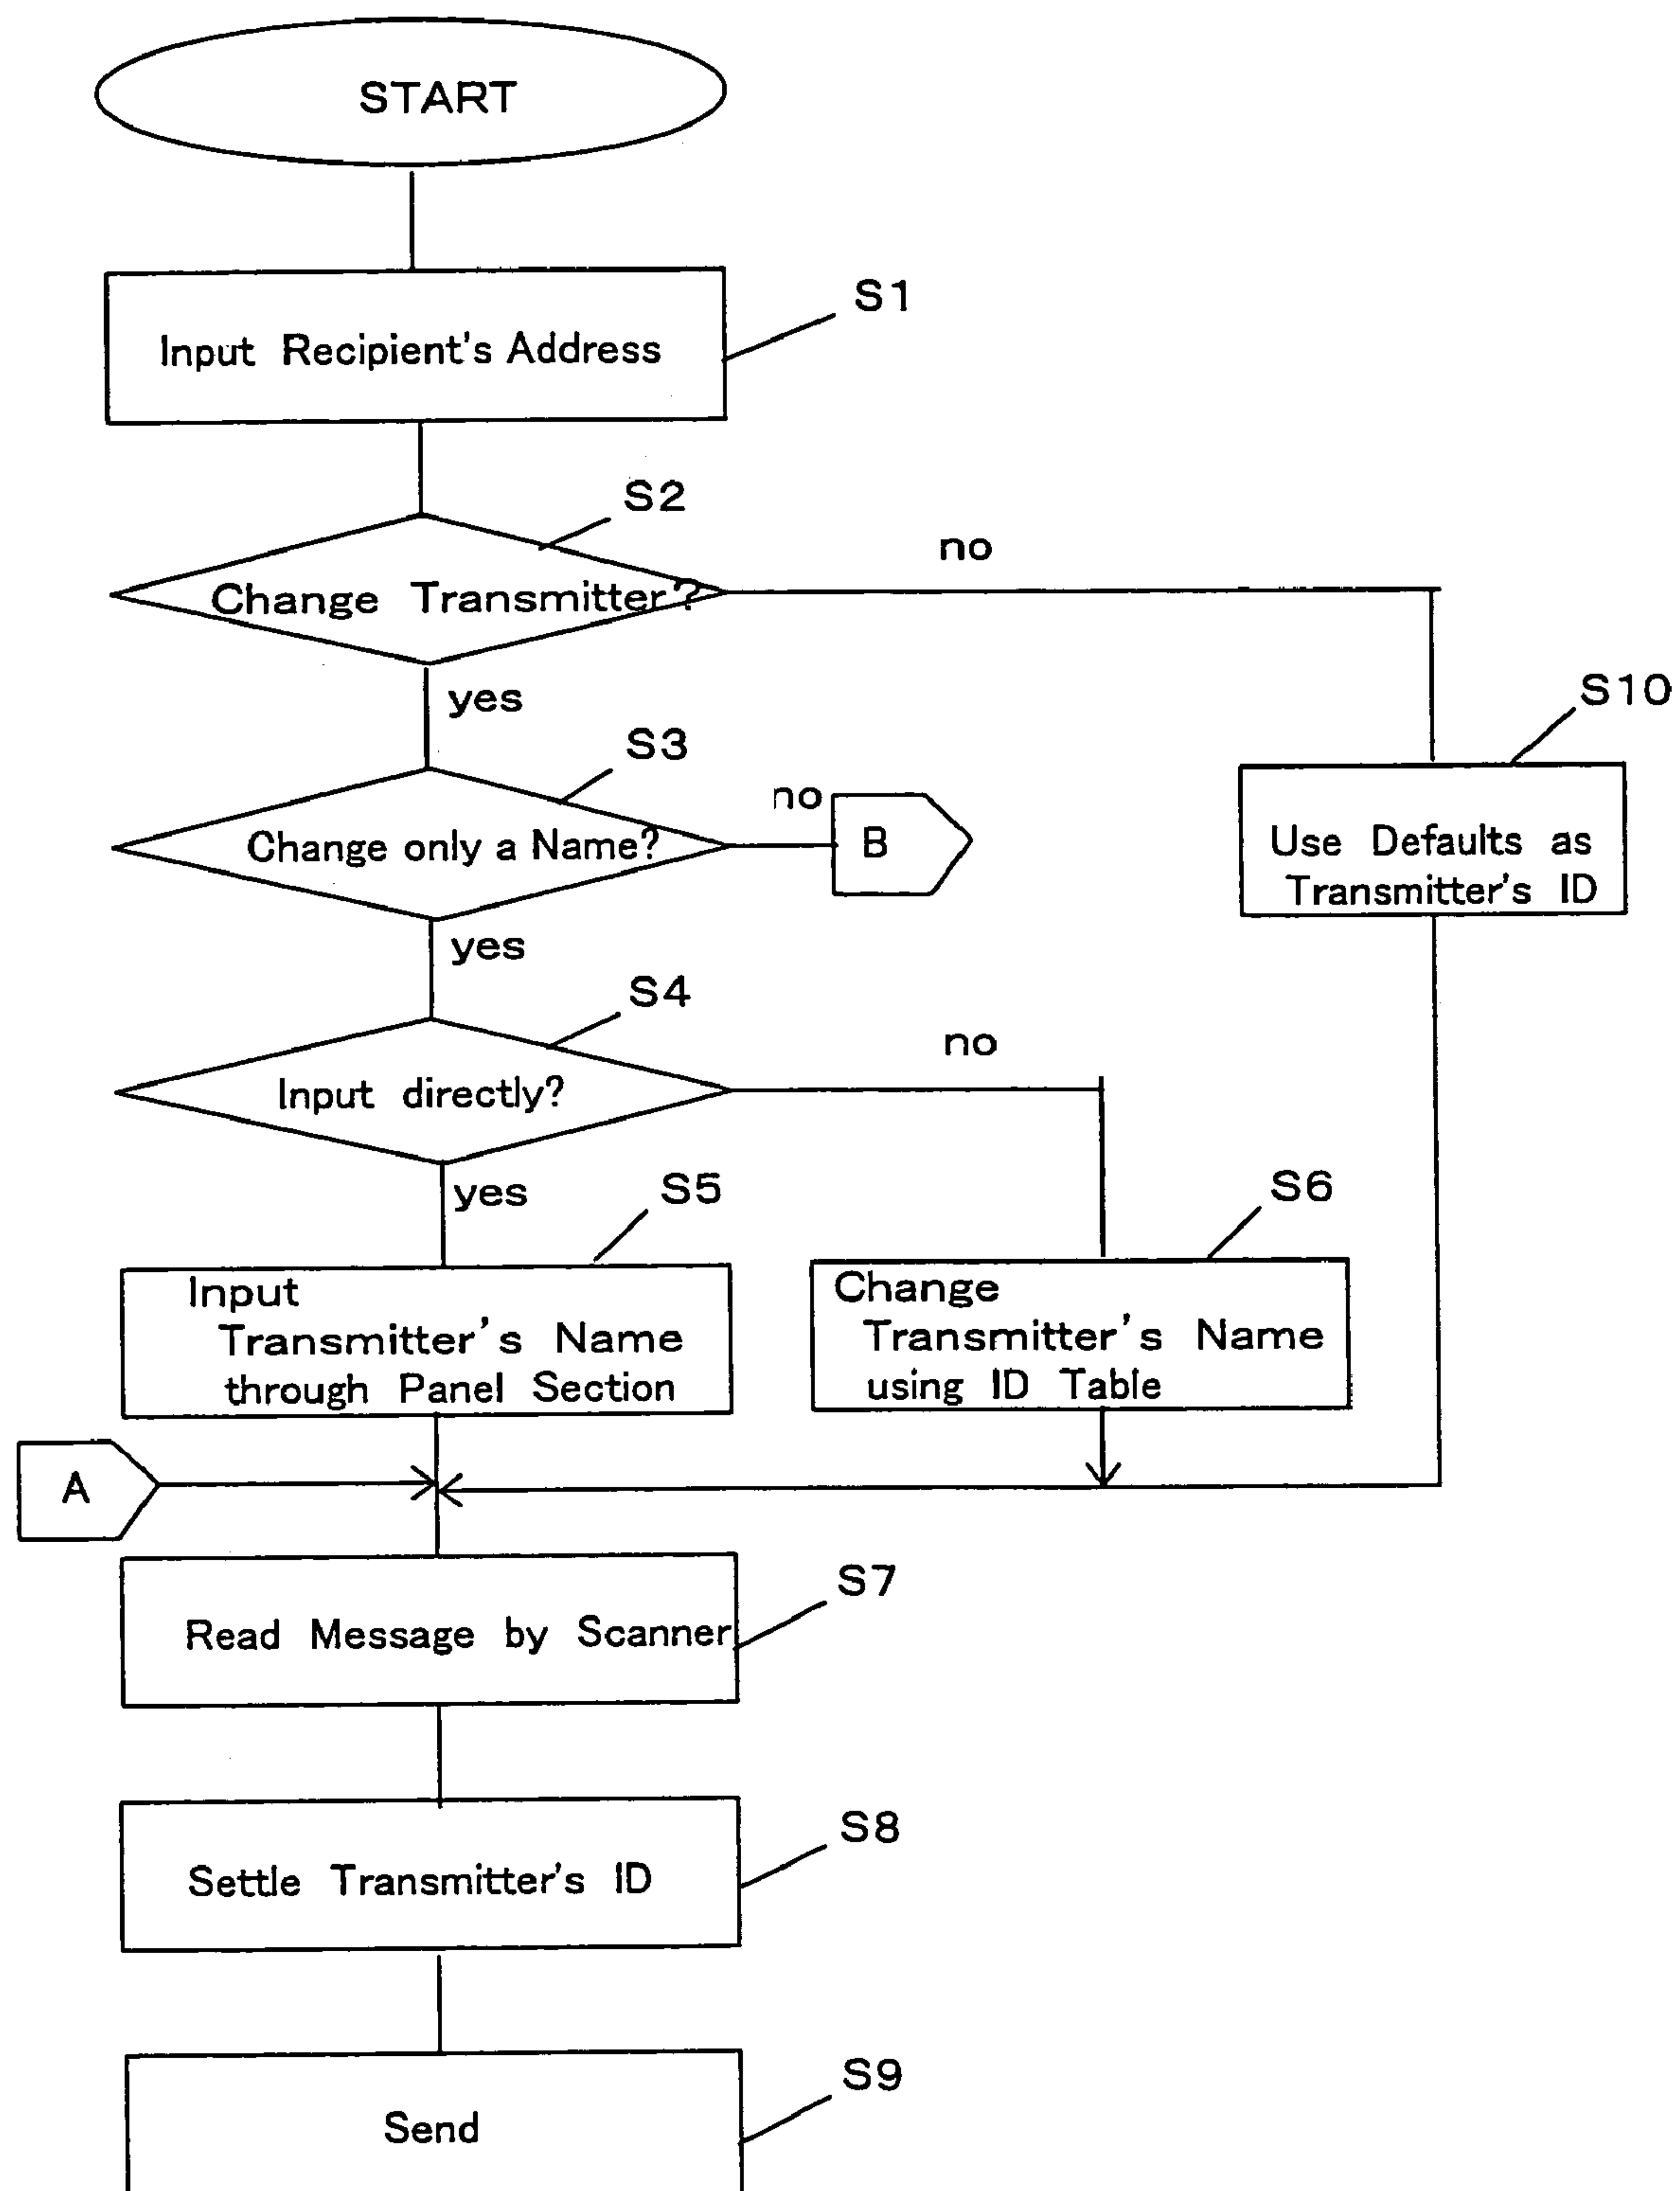 START
S1
Input Recipient's Address
S2
no
Change Transmitter?
yes
S10
S3
no
Change only a Name?
B
Use Defaults as
Transmitter's ID
yes
S4
no
Input directly?
yes
S5
S6
Input
Transmitter's Name
through Panel Section
Change
Transmitter's Name
using ID Table
A
S7
Read Message by Scanner
S8
Settle Transmitter's ID
S9
Send